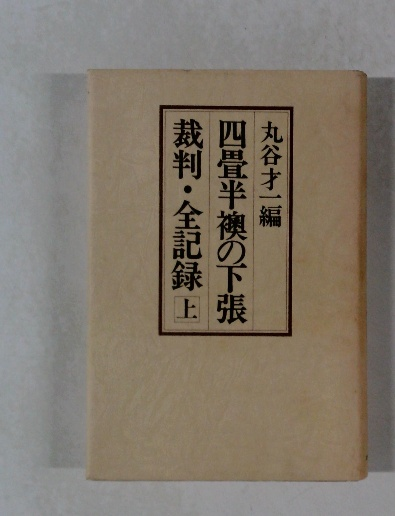 丸谷才一編
四畳半襖の下張
裁判・全記録 上